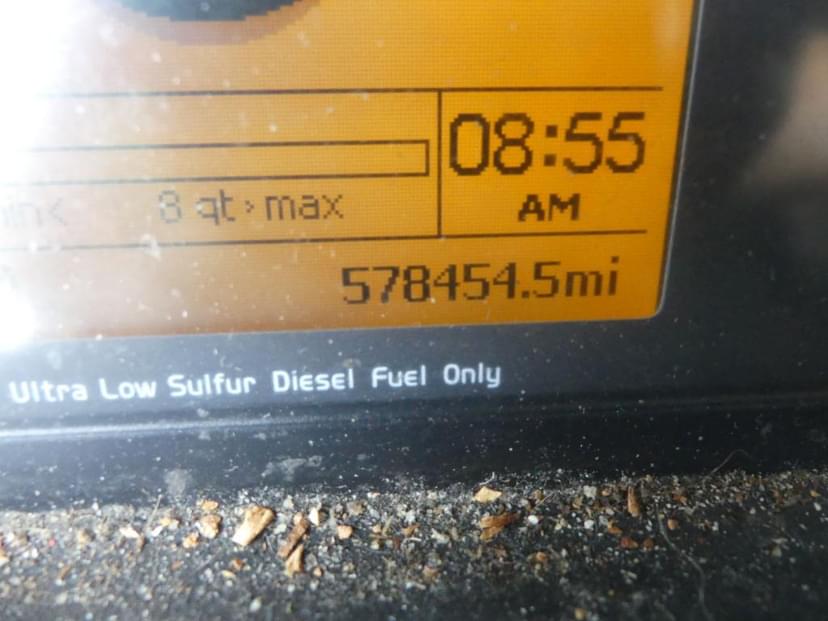 08:55
8 qt›max
AM
578454.5mi
Ultra Low Sulfur Diesel Fuel Only